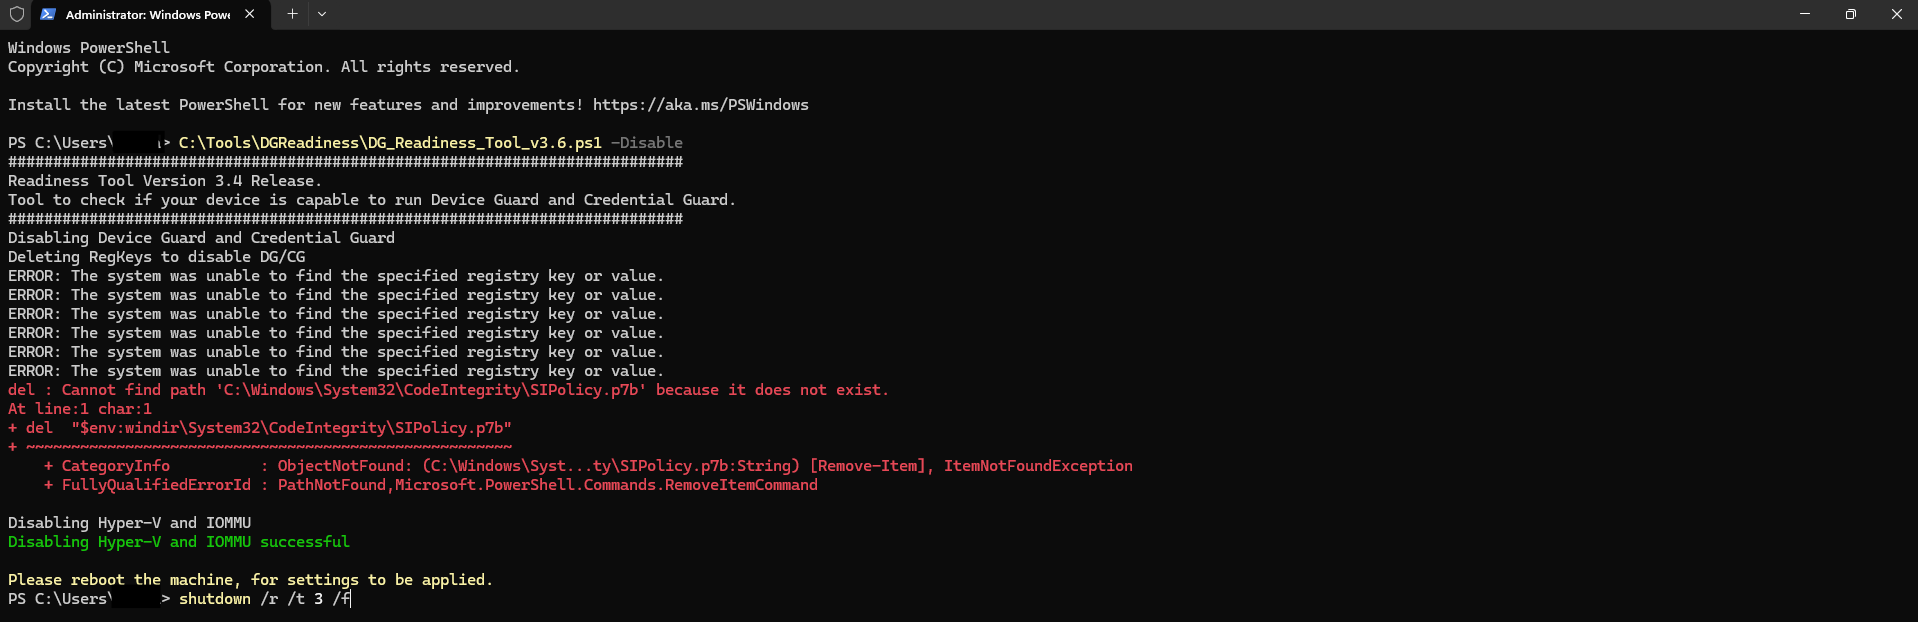 Administrator: Windows Powe
Windows PowerShell
Copyright (C) Microsoft Corporation. All rights reserved.
Install the latest PowerShell for new features and improvements! https://aka.ms/PSWindows
PS C:\Users\ > C:\Tools\DGReadiness\DG_Readiness_Tool_v3.6.ps1 -Disable
###########################################################################
Readiness Tool Version 3.4 Release.
Tool to check if your device is capable to run Device Guard and Credential Guard.
###########################################################################
Disabling Device Guard and Credential Guard
Deleting RegKeys to disable DG/CG
ERROR: The system was unable to find the specified registry key or value.
ERROR: The system was unable to find the specified registry key or value.
ERROR: The system was unable to find the specified registry key or value.
ERROR: The system was unable to find the specified registry key or value.
ERROR: The system was unable to find the specified registry key or value.
ERROR: The system was unable to find the specified registry key or value.
del : Cannot find path 'C:\Windows\System32\CodeIntegrity\SIPolicy.p7b' because it does not exist.
At line:1 char:1
+ del  "$env:windir\System32\CodeIntegrity\SIPolicy.p7b"
+ ~~~~~~~~~~~~~~~~~~~~~~~~~~~~~~~~~~~~~~~~~~~~~~~~~~~~~~
    + CategoryInfo          : ObjectNotFound: (C:\Windows\Syst...ty\SIPolicy.p7b:String) [Remove-Item], ItemNotFoundException
    + FullyQualifiedErrorId : PathNotFound,Microsoft.PowerShell.Commands.RemoveItemCommand
Disabling Hyper-V and IOMMU
Disabling Hyper-V and IOMMU successful
Please reboot the machine, for settings to be applied.
PS C:\Users\ > shutdown /r /t 3 /f